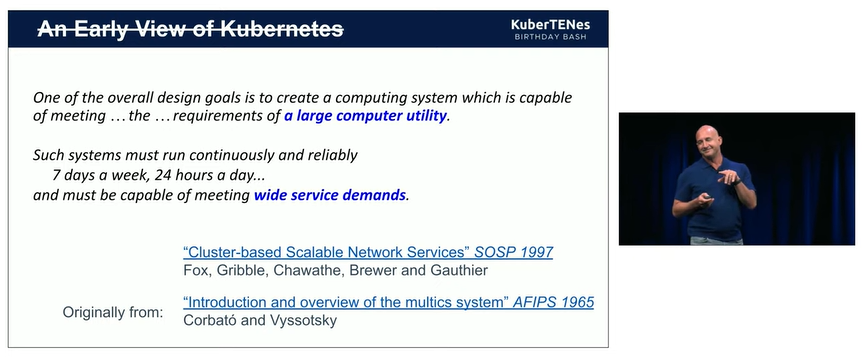 An Early View of Kubernetes
KuberTENes
BIRTHDAY BASH
One of the overall design goals is to create a computing system which is capable
of meeting …the …requirements of a large computer utility.
Such systems must run continuously and reliably
7 days a week, 24 hours a day...
and must be capable of meeting wide service demands.
“Cluster-based Scalable Network Services” SOSP 1997
Fox, Gribble, Chawathe, Brewer and Gauthier
Originally from:
“Introduction and overview of the multics system” AFIPS 1965
Corbató and Vyssotsky